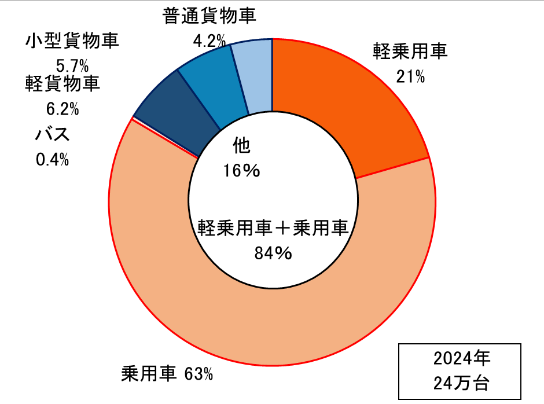 普通貨物車
4.2%
小型貨物車
5.7%
軽貨物車
6.2%
バス
0.4%
軽乗用車
21%
他
16%
軽乗用車＋乗用車
84%
乗用車 63%
2024年
24万台